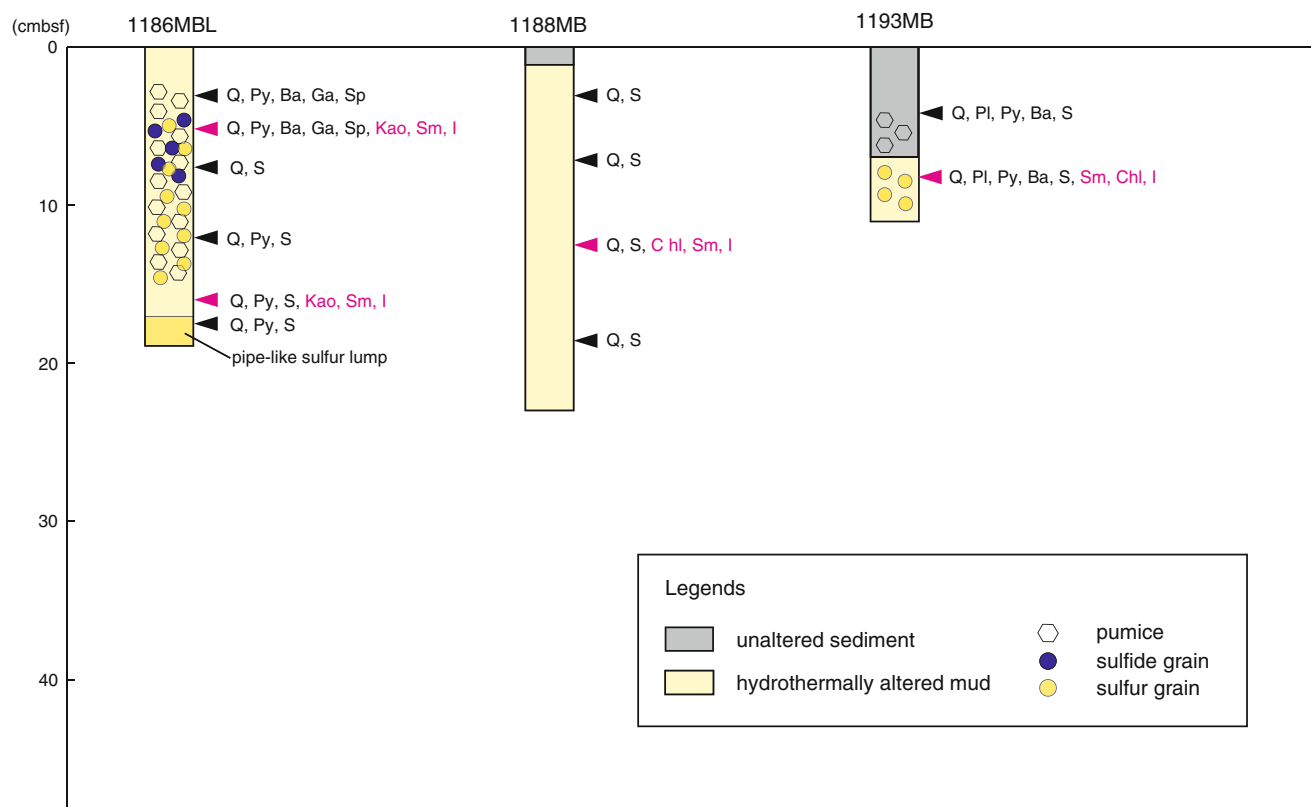 (cmbsf)
1186MBL
1188MB
1193MB
0
10
20
30
40
Q, Py, Ba, Ga, Sp
Q, Py, Ba, Ga, Sp, Kao, Sm, I
Q, S
Q, Py, S
Q, Py, S, Kao, Sm, I
Q, Py, S
pipe-like sulfur lump
Q, S
Q, S
Q, S, C hl, Sm, I
Q, S
Q, Pl, Py, Ba, S
Q, Pl, Py, Ba, S, Sm, Chl, I
Legends
unaltered sediment
hydrothermally altered mud
pumice
sulfide grain
sulfur grain